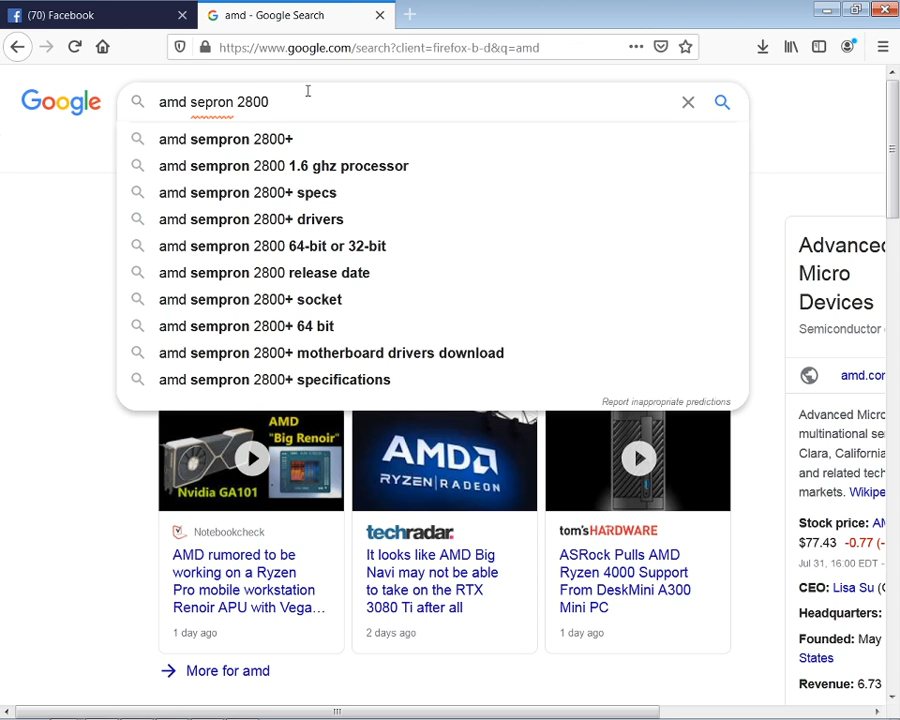 (70) Facebook
amd - Google Search
https://www.google.com/search?client=firefox-b-d&q=amd
Google
amd sepron 2800
amd sempron 2800+
amd sempron 2800 1.6 ghz processor
amd sempron 2800+ specs
amd sempron 2800+ drivers
amd sempron 2800 64-bit or 32-bit
amd sempron 2800 release date
amd sempron 2800+ socket
amd sempron 2800+ 64 bit
amd sempron 2800+ motherboard drivers download
amd sempron 2800+ specifications
Report inappropriate predictions
AMD
"Big Renoir"
Nvidia GA101
Notebookcheck
AMD rumored to be
working on a Ryzen
Pro mobile workstation
Renoir APU with Vega...
1 day ago
AMD
RYZEN | RADEON
techradar.
It looks like AMD Big
Navi may not be able
to take on the RTX
3080 Ti after all
2 days ago
tom'sHARDWARE
ASRock Pulls AMD
Ryzen 4000 Support
From DeskMini A300
Mini PC
1 day ago
More for amd
Advanced
Micro
Devices
Semiconductor
amd.com
Advanced Micro
multinational se
Clara, California
and related tech
markets. Wikipe
Stock price: AM
$77.43 -0.77 (-
Jul 31, 16.00 EDT -
CEO: Lisa Su (O
Headquarters:
Founded: May
States
Revenue: 6.73